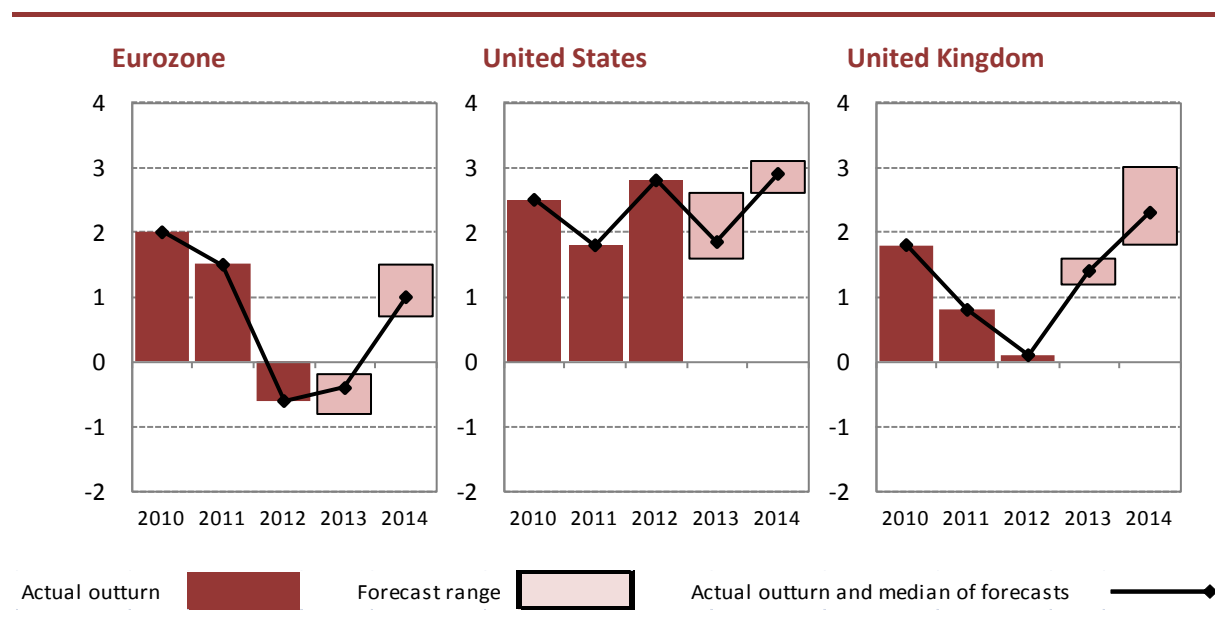 Eurozone United States United Kingdom
4 4 4
3 3 3
2 2 2
1 1 1
0 0 0
-1 -1 -1
-2 -2 -2
2010 2011 2012 2013 2014 2010 2011 2012 2013 2014 2010 2011 2012 2013 2014
Actual outturn Forecast range Actual outturn and median of forecasts